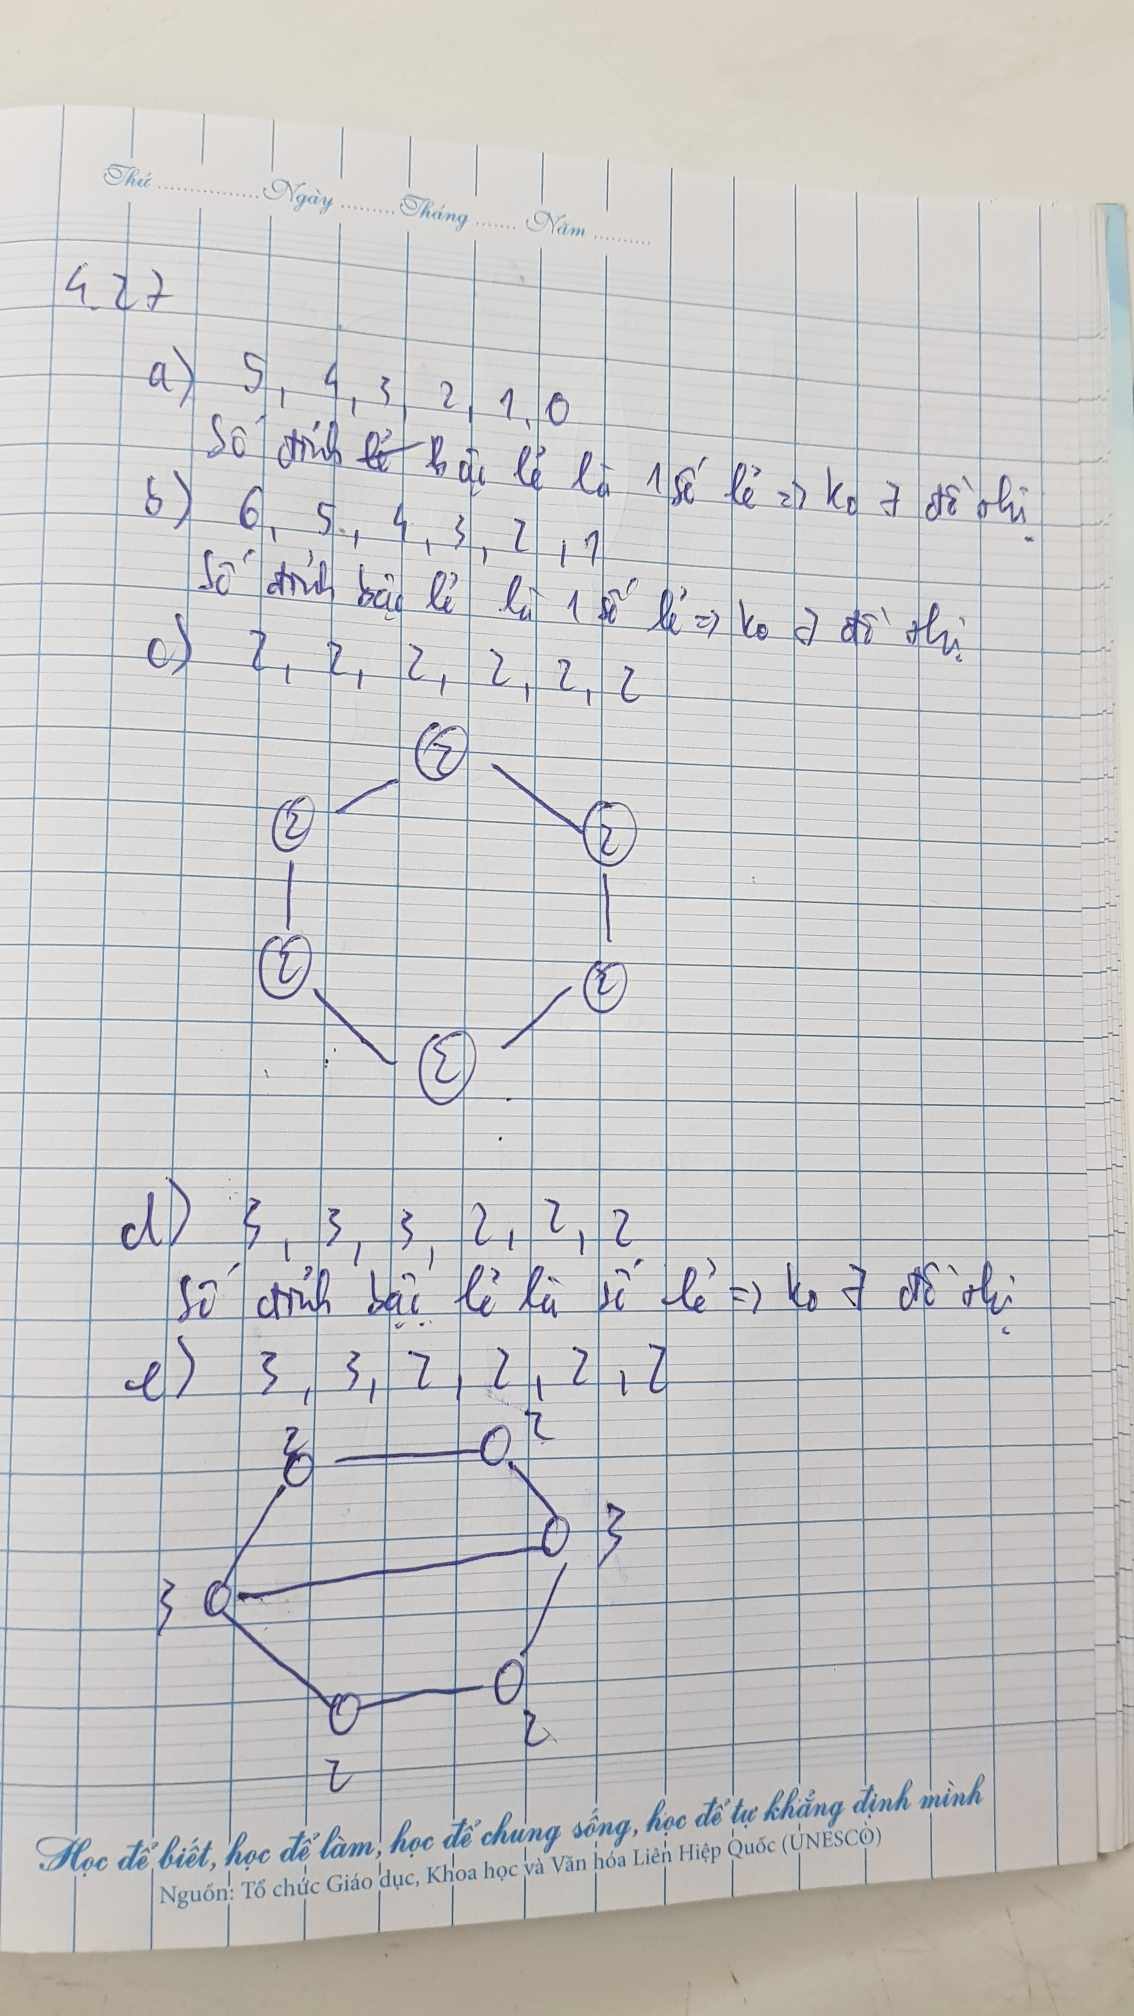 Thứ ............... Ngày ......... Tháng ....... Năm ..........
4.27
a) 5, 4, 3, 2, 1, 0
Số đỉnh lẻ bậc lẻ là 1 số lẻ => ko ∃ đồ thị
b) 6, 5, 4, 3, 2, 1
Số đỉnh bậc lẻ là 1 số lẻ => ko ∃ đồ thị.
c) 2, 2, 2, 2, 2, 2
2
2
2
2
2
2
d) 3, 3, 3, 2, 2, 2
Số đỉnh bậc lẻ là số lẻ => ko ∃ đồ thị
e) 3, 3, 2, 2, 2, 2
2
2
3
3
2
2
Học để biết, học để làm, học để chung sống, học để tự khẳng định mình
Nguồn: Tổ chức Giáo dục, Khoa học và Văn hóa Liên Hiệp Quốc (UNESCO)